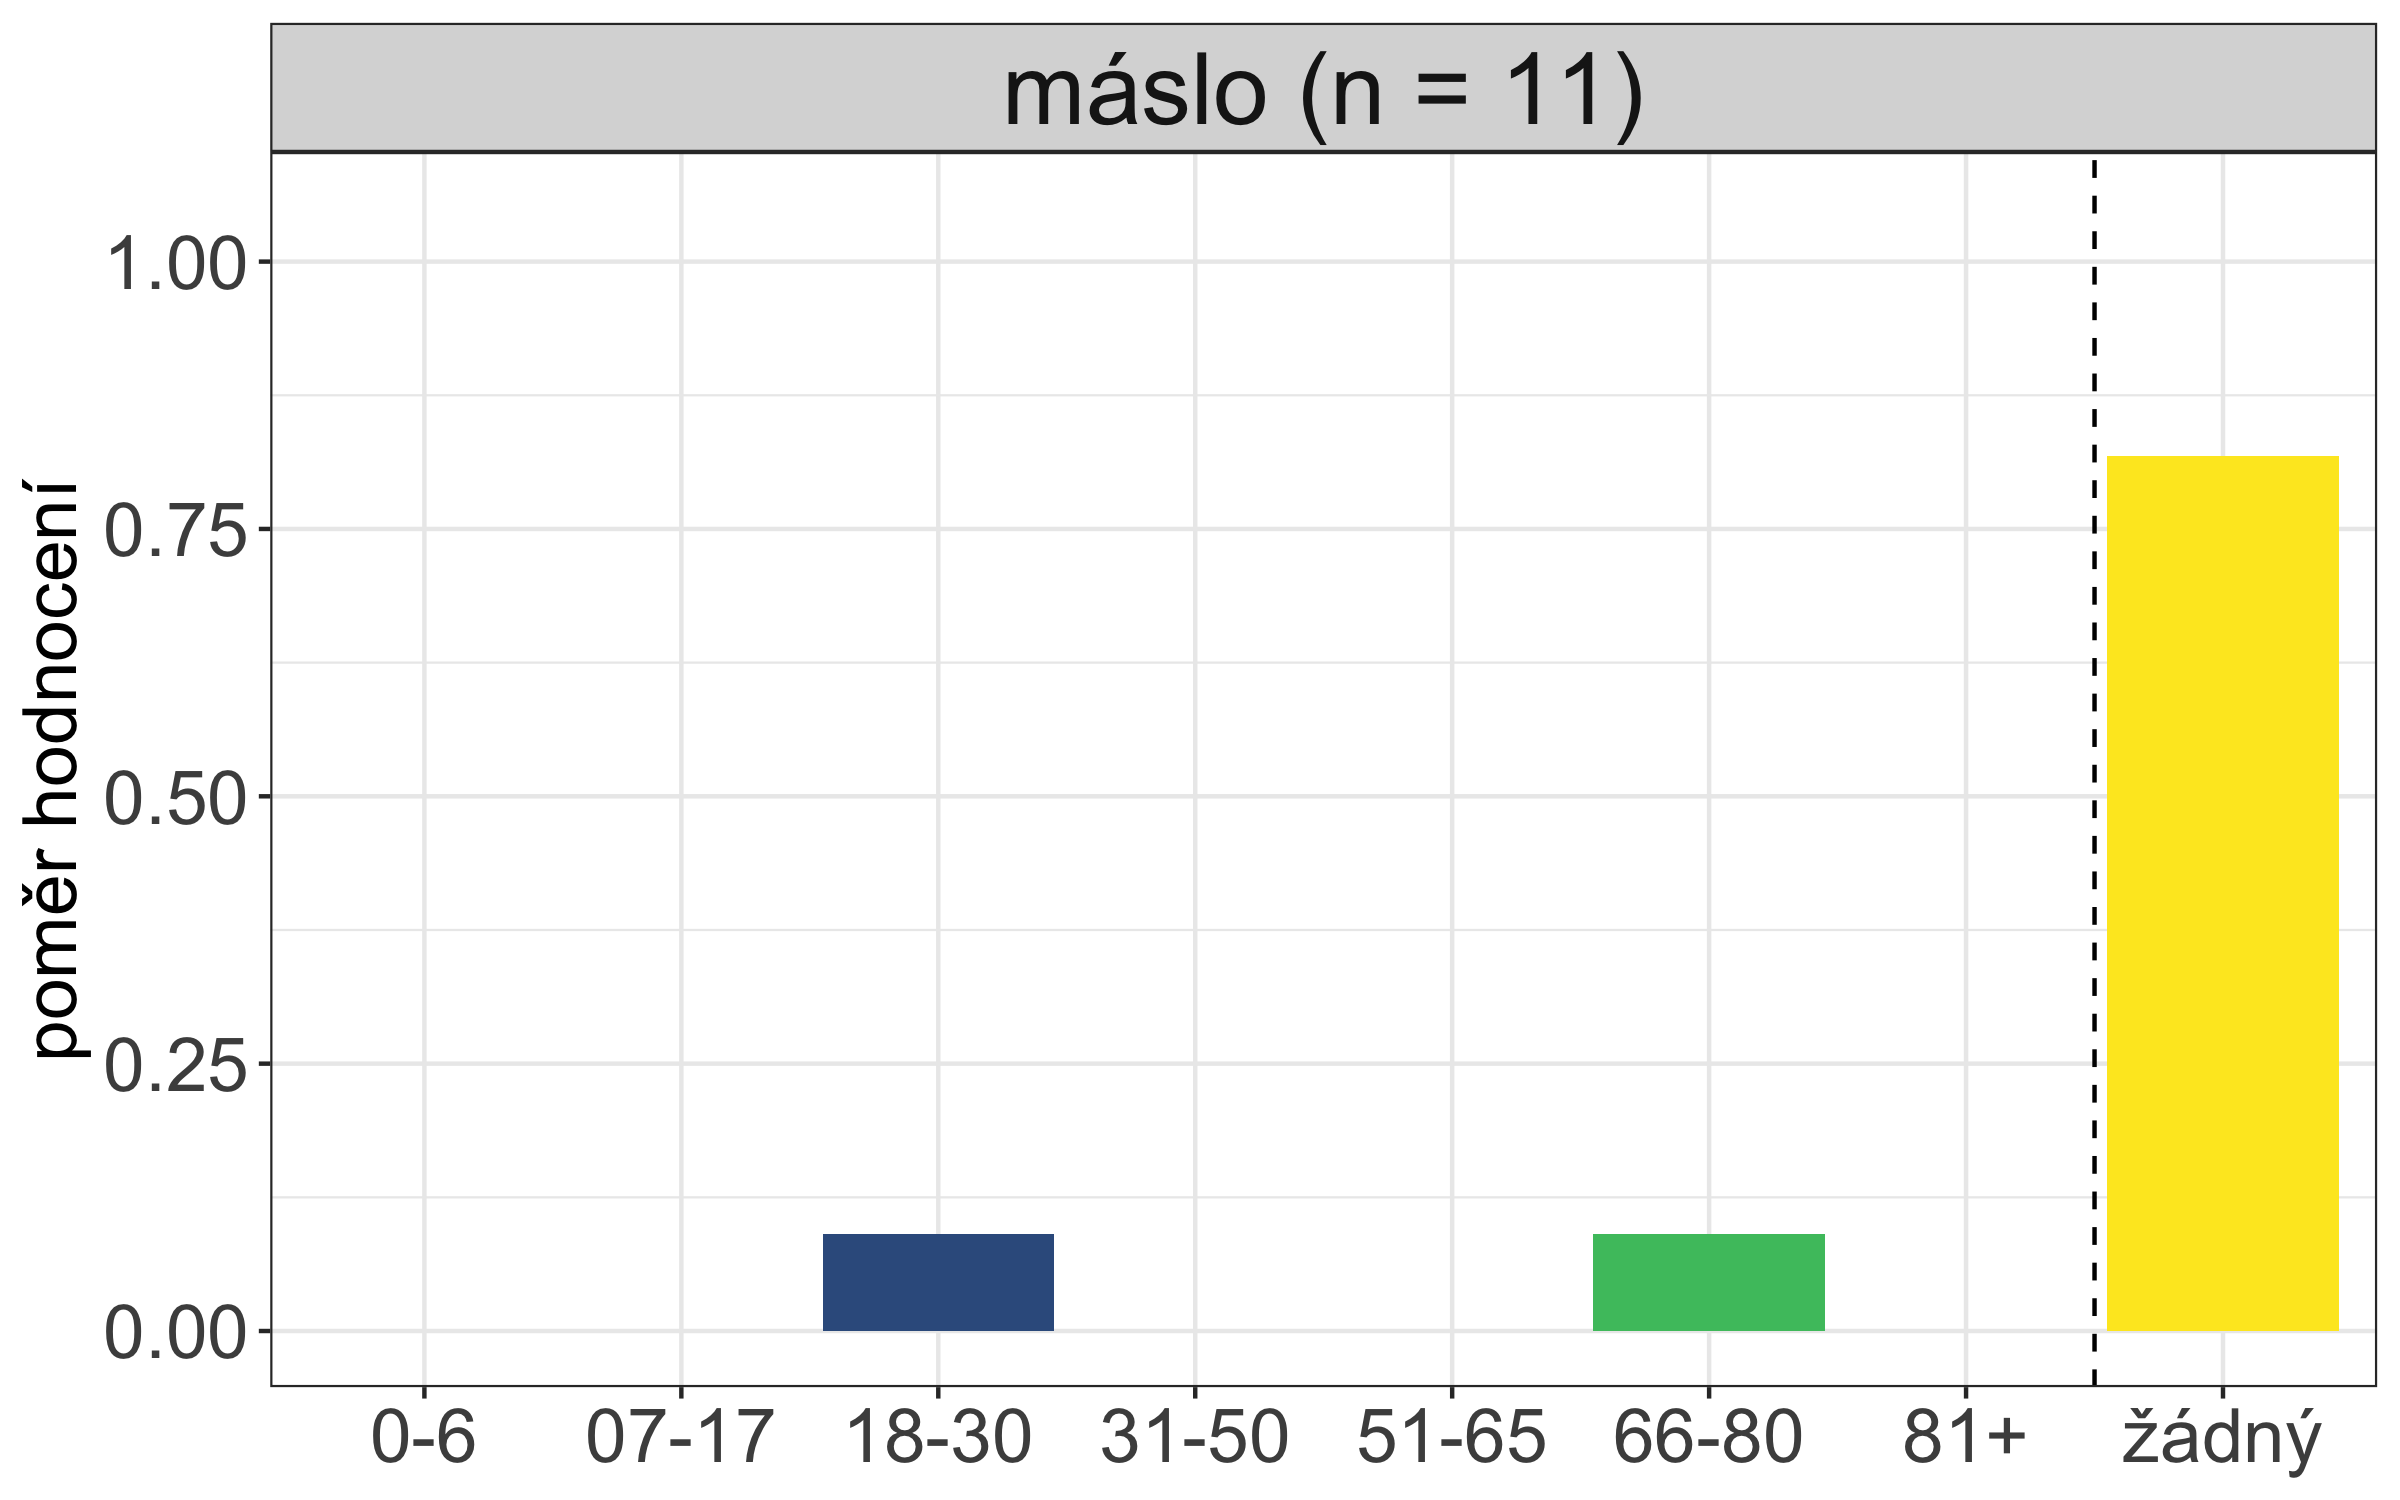 máslo (n = 11)
poměr hodnocení
1.00
0.75
0.50
0.25
0.00
0-6 07-17 18-30 31-50 51-65 66-80 81+ žádný